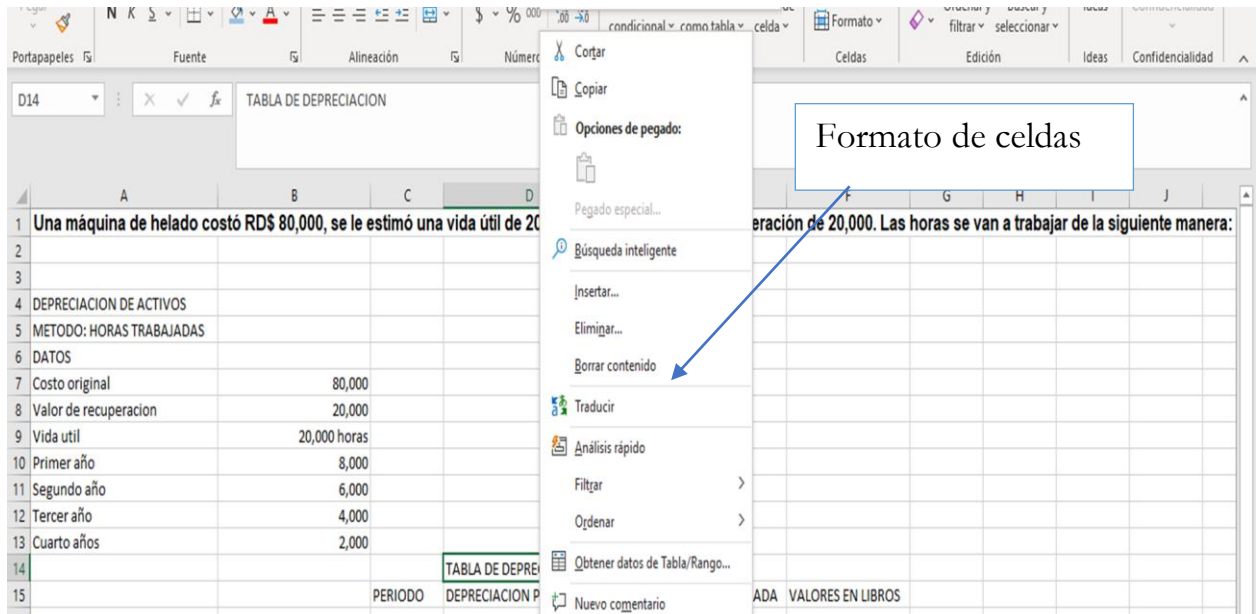 N K S A $ % 000
condicional como tabla celda Formato filtrar seleccionar
Portapapeles Fuente Alineación Número Celdas Edición Ideas Confidencialidad
D14 fx TABLA DE DEPRECIACION
Cortar
Copiar
Opciones de pegado:
Pegado especial...
Búsqueda inteligente
Insertar...
Eliminar...
Borrar contenido
Traducir
Análisis rápido
Filtrar
Ordenar
Obtener datos de Tabla/Rango...
Nuevo comentario
Formato de celdas
A B C D F G H I J
1 Una máquina de helado costó RD$ 80,000, se le estimó una vida útil de 20 eración de 20,000. Las horas se van a trabajar de la siguiente manera:
2
3
4 DEPRECIACION DE ACTIVOS
5 METODO: HORAS TRABAJADAS
6 DATOS
7 Costo original 80,000
8 Valor de recuperacion 20,000
9 Vida util 20,000 horas
10 Primer año 8,000
11 Segundo año 6,000
12 Tercer año 4,000
13 Cuarto años 2,000
14 TABLA DE DEPRE
15 PERIODO DEPRECIACION P ADA VALORES EN LIBROS